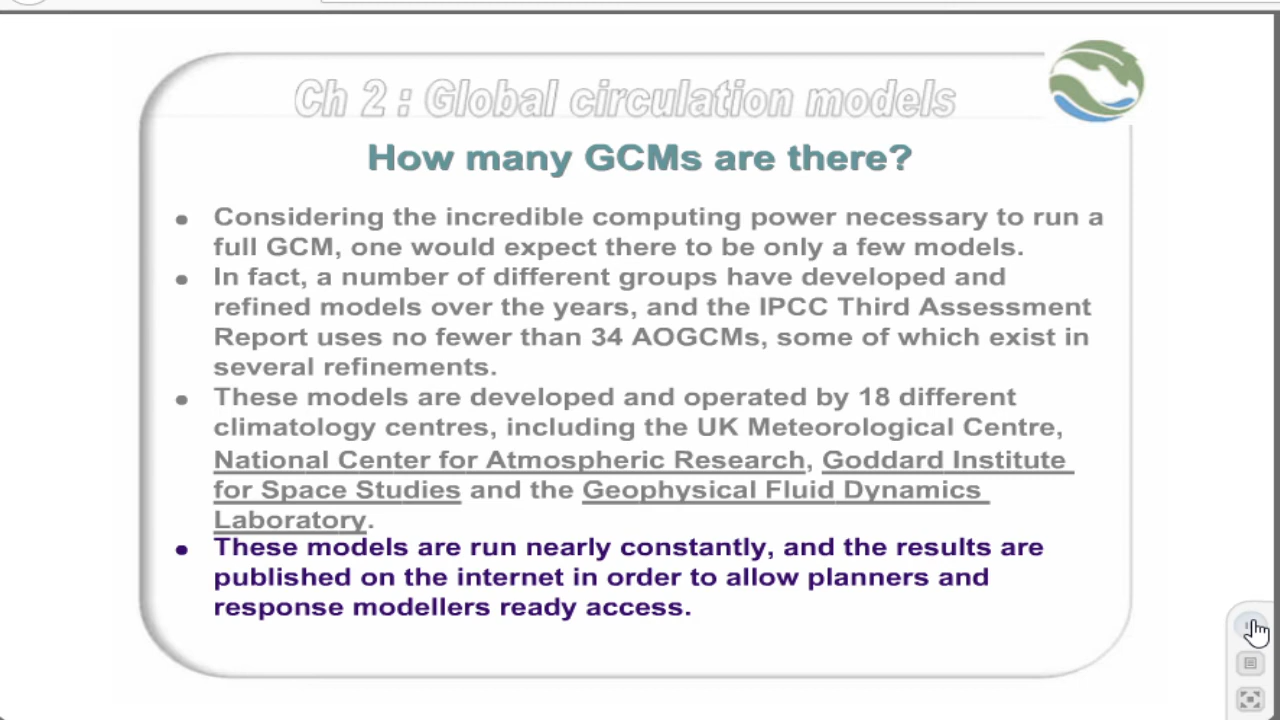 Ch 2 : Global circulation models
How many GCMs are there?
• Considering the incredible computing power necessary to run a
full GCM, one would expect there to be only a few models.
• In fact, a number of different groups have developed and
refined models over the years, and the IPCC Third Assessment
Report uses no fewer than 34 AOGCMs, some of which exist in
several refinements.
• These models are developed and operated by 18 different
climatology centres, including the UK Meteorological Centre,
National Center for Atmospheric Research, Goddard Institute
for Space Studies and the Geophysical Fluid Dynamics
Laboratory.
• These models are run nearly constantly, and the results are
published on the internet in order to allow planners and
response modellers ready access.